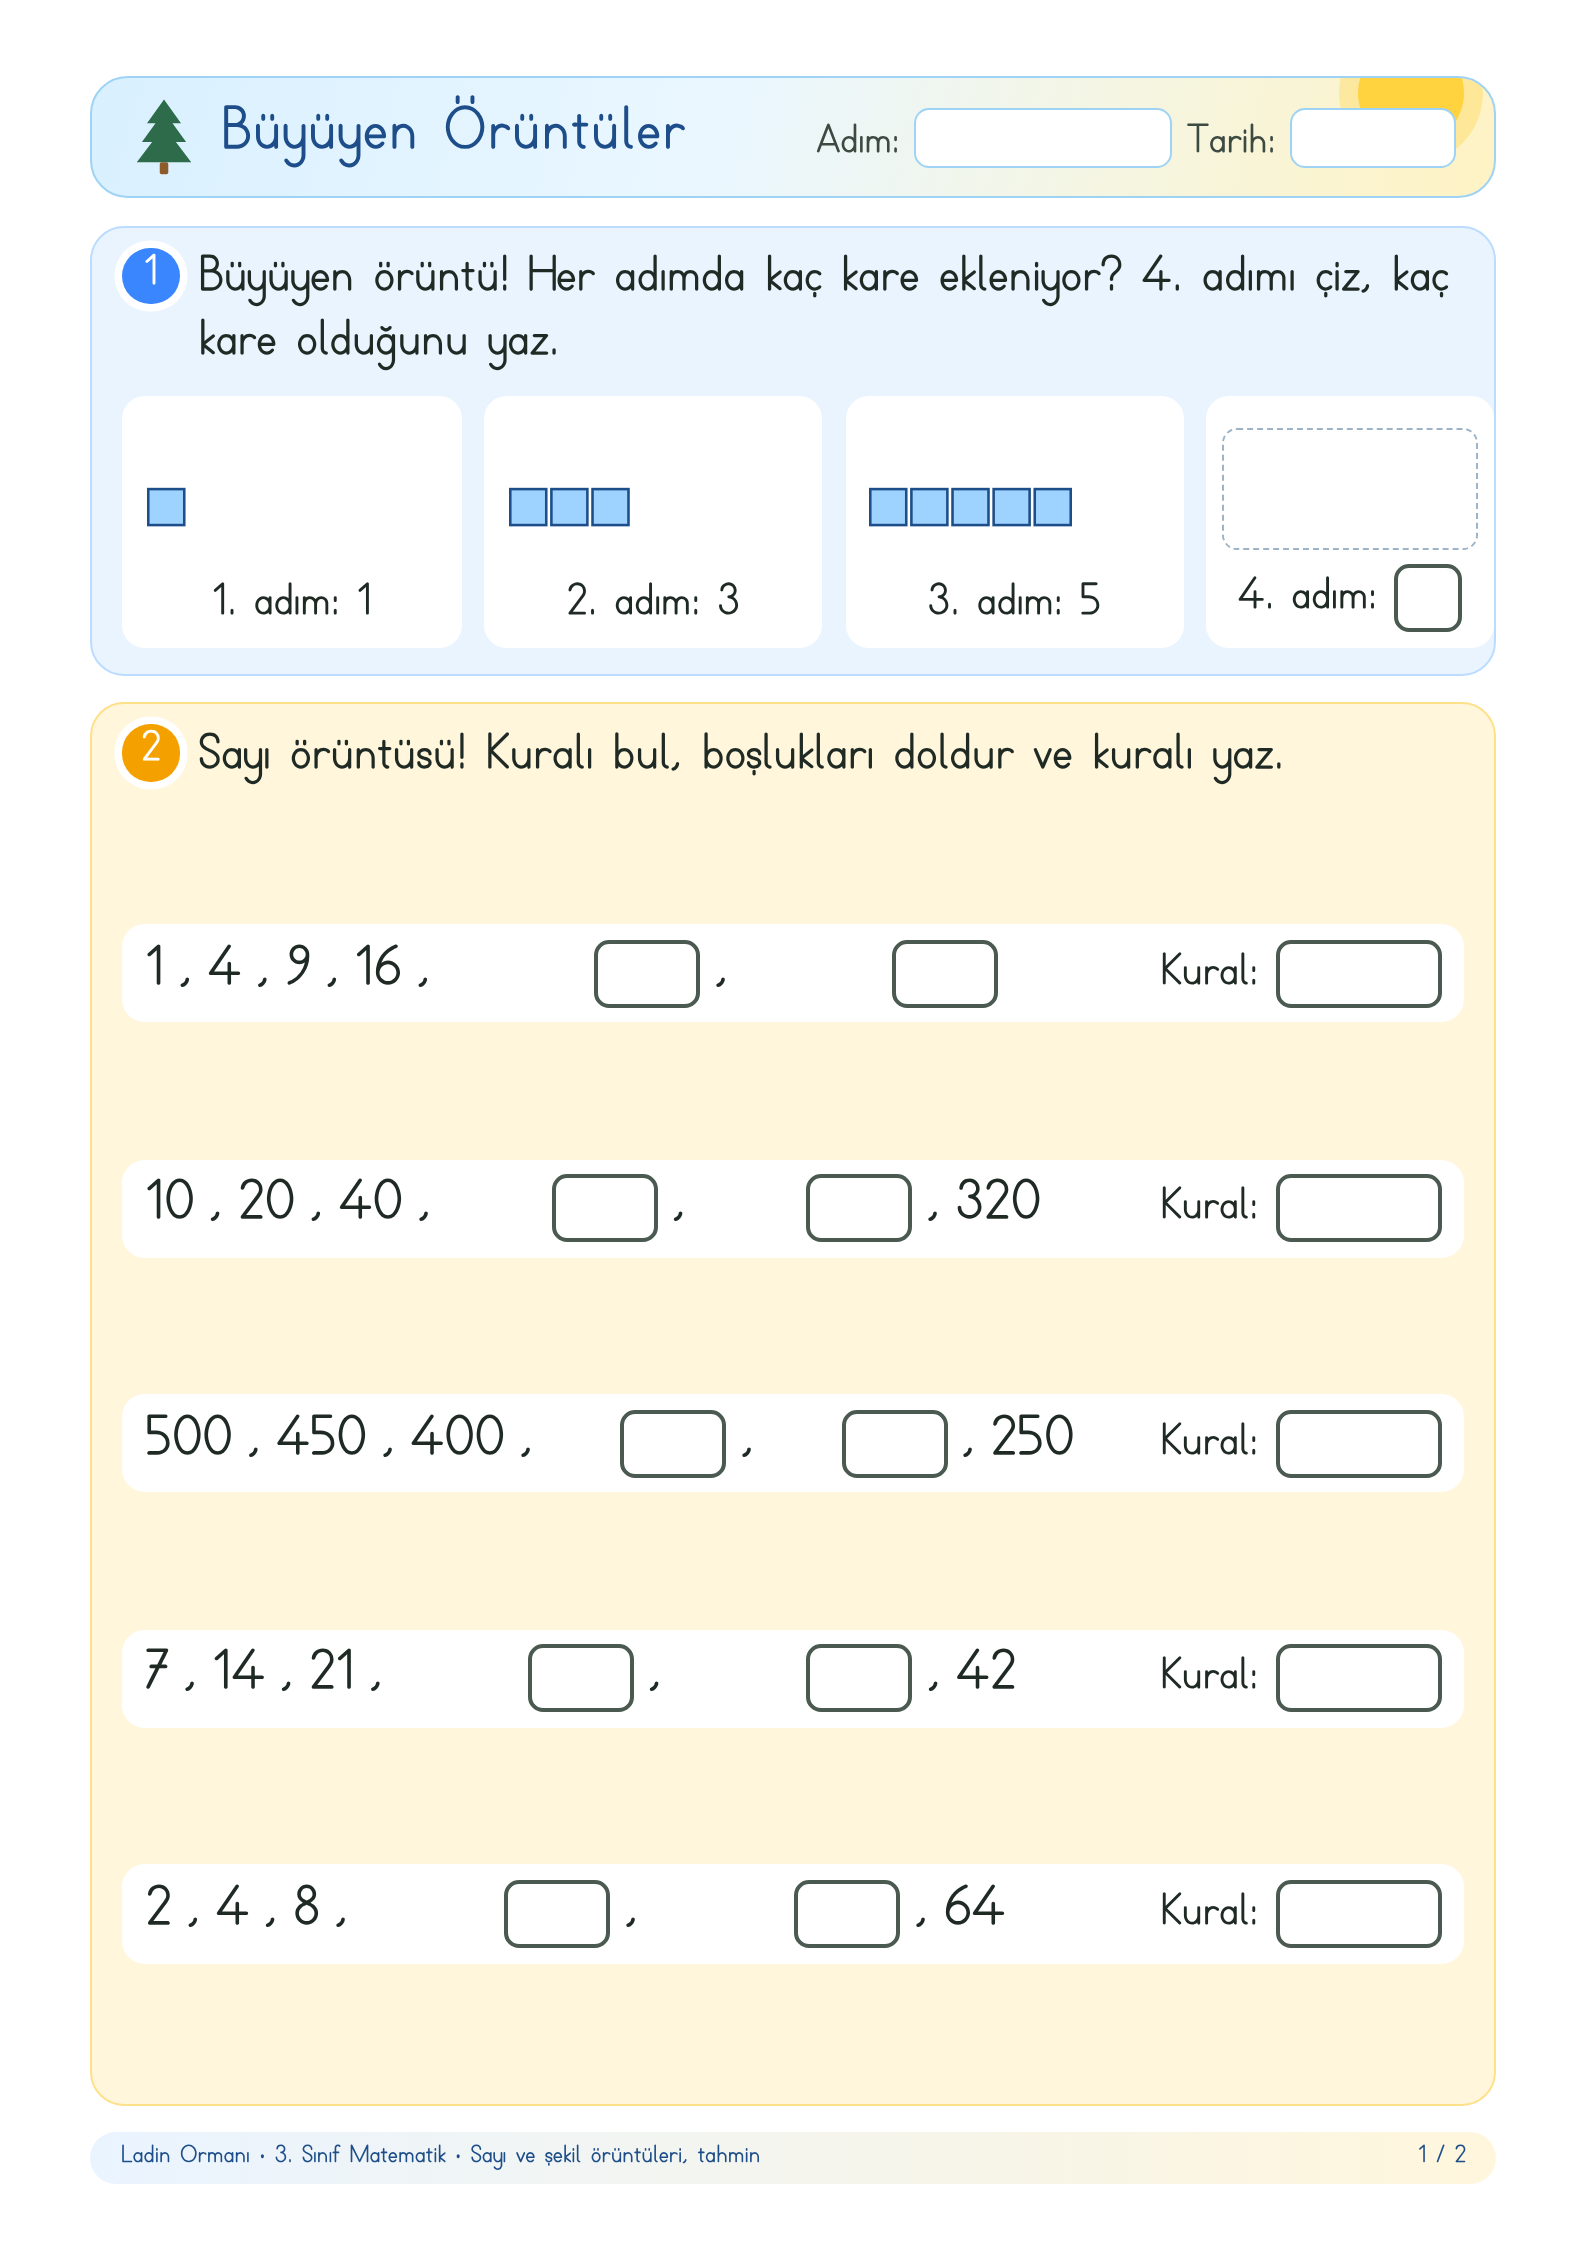 Büyüyen Örüntüler
Adım:
Tarih:
1
Büyüyen örüntü! Her adımda kaç kare ekleniyor? 4. adımı çiz, kaç
kare olduğunu yaz.
1. adım: 1
2. adım: 3
3. adım: 5
4. adım:
2
Sayı örüntüsü! Kuralı bul, boşlukları doldur ve kuralı yaz.
1 , 4 , 9 , 16 , , Kural:
10 , 20 , 40 , , , 320 Kural:
500 , 450 , 400 , , , 250 Kural:
7 , 14 , 21 , , , 42 Kural:
2 , 4 , 8 , , , 64 Kural:
Ladin Ormanı • 3. Sınıf Matematik • Sayı ve şekil örüntüleri, tahmin
1 / 2